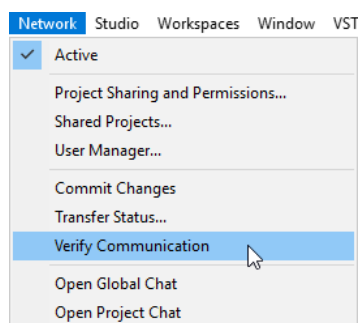 Network Studio Workspaces Window VST
Active
Project Sharing and Permissions...
Shared Projects...
User Manager...
Commit Changes
Transfer Status...
Verify Communication
Open Global Chat
Open Project Chat